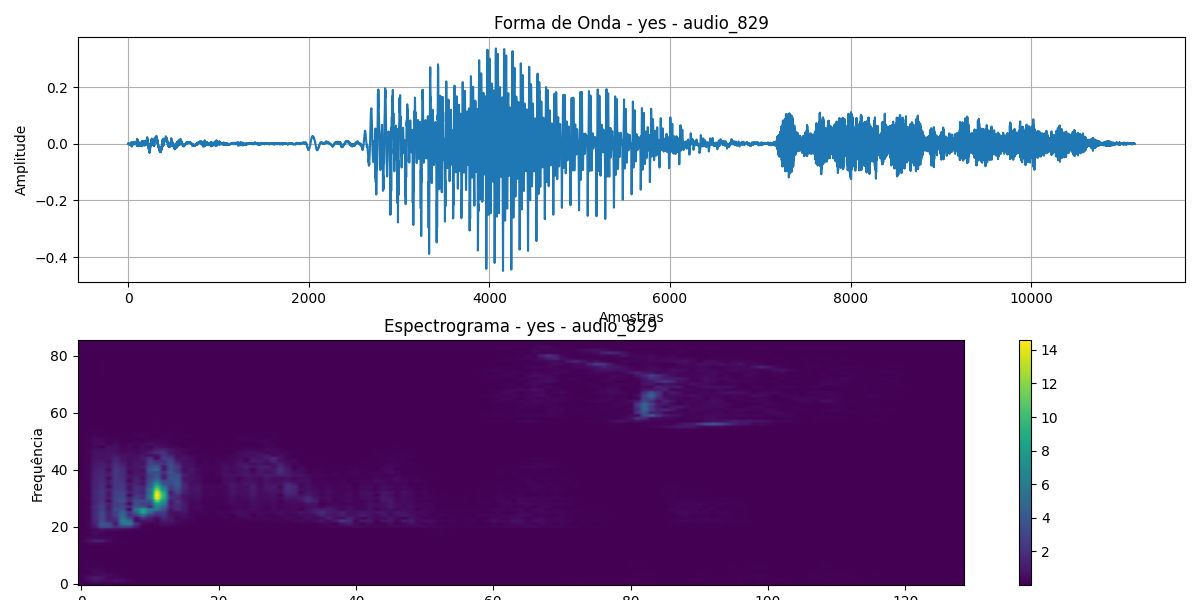 Forma de Onda - yes - audio_829
Amplitude
0.2
0.0
−0.2
−0.4
0 2000 4000 6000 8000 10000
Amostras
Espectrograma - yes - audio_829
Frequência
80
60
40
20
0
0 20 40 60 80 100 120
14
12
10
8
6
4
2